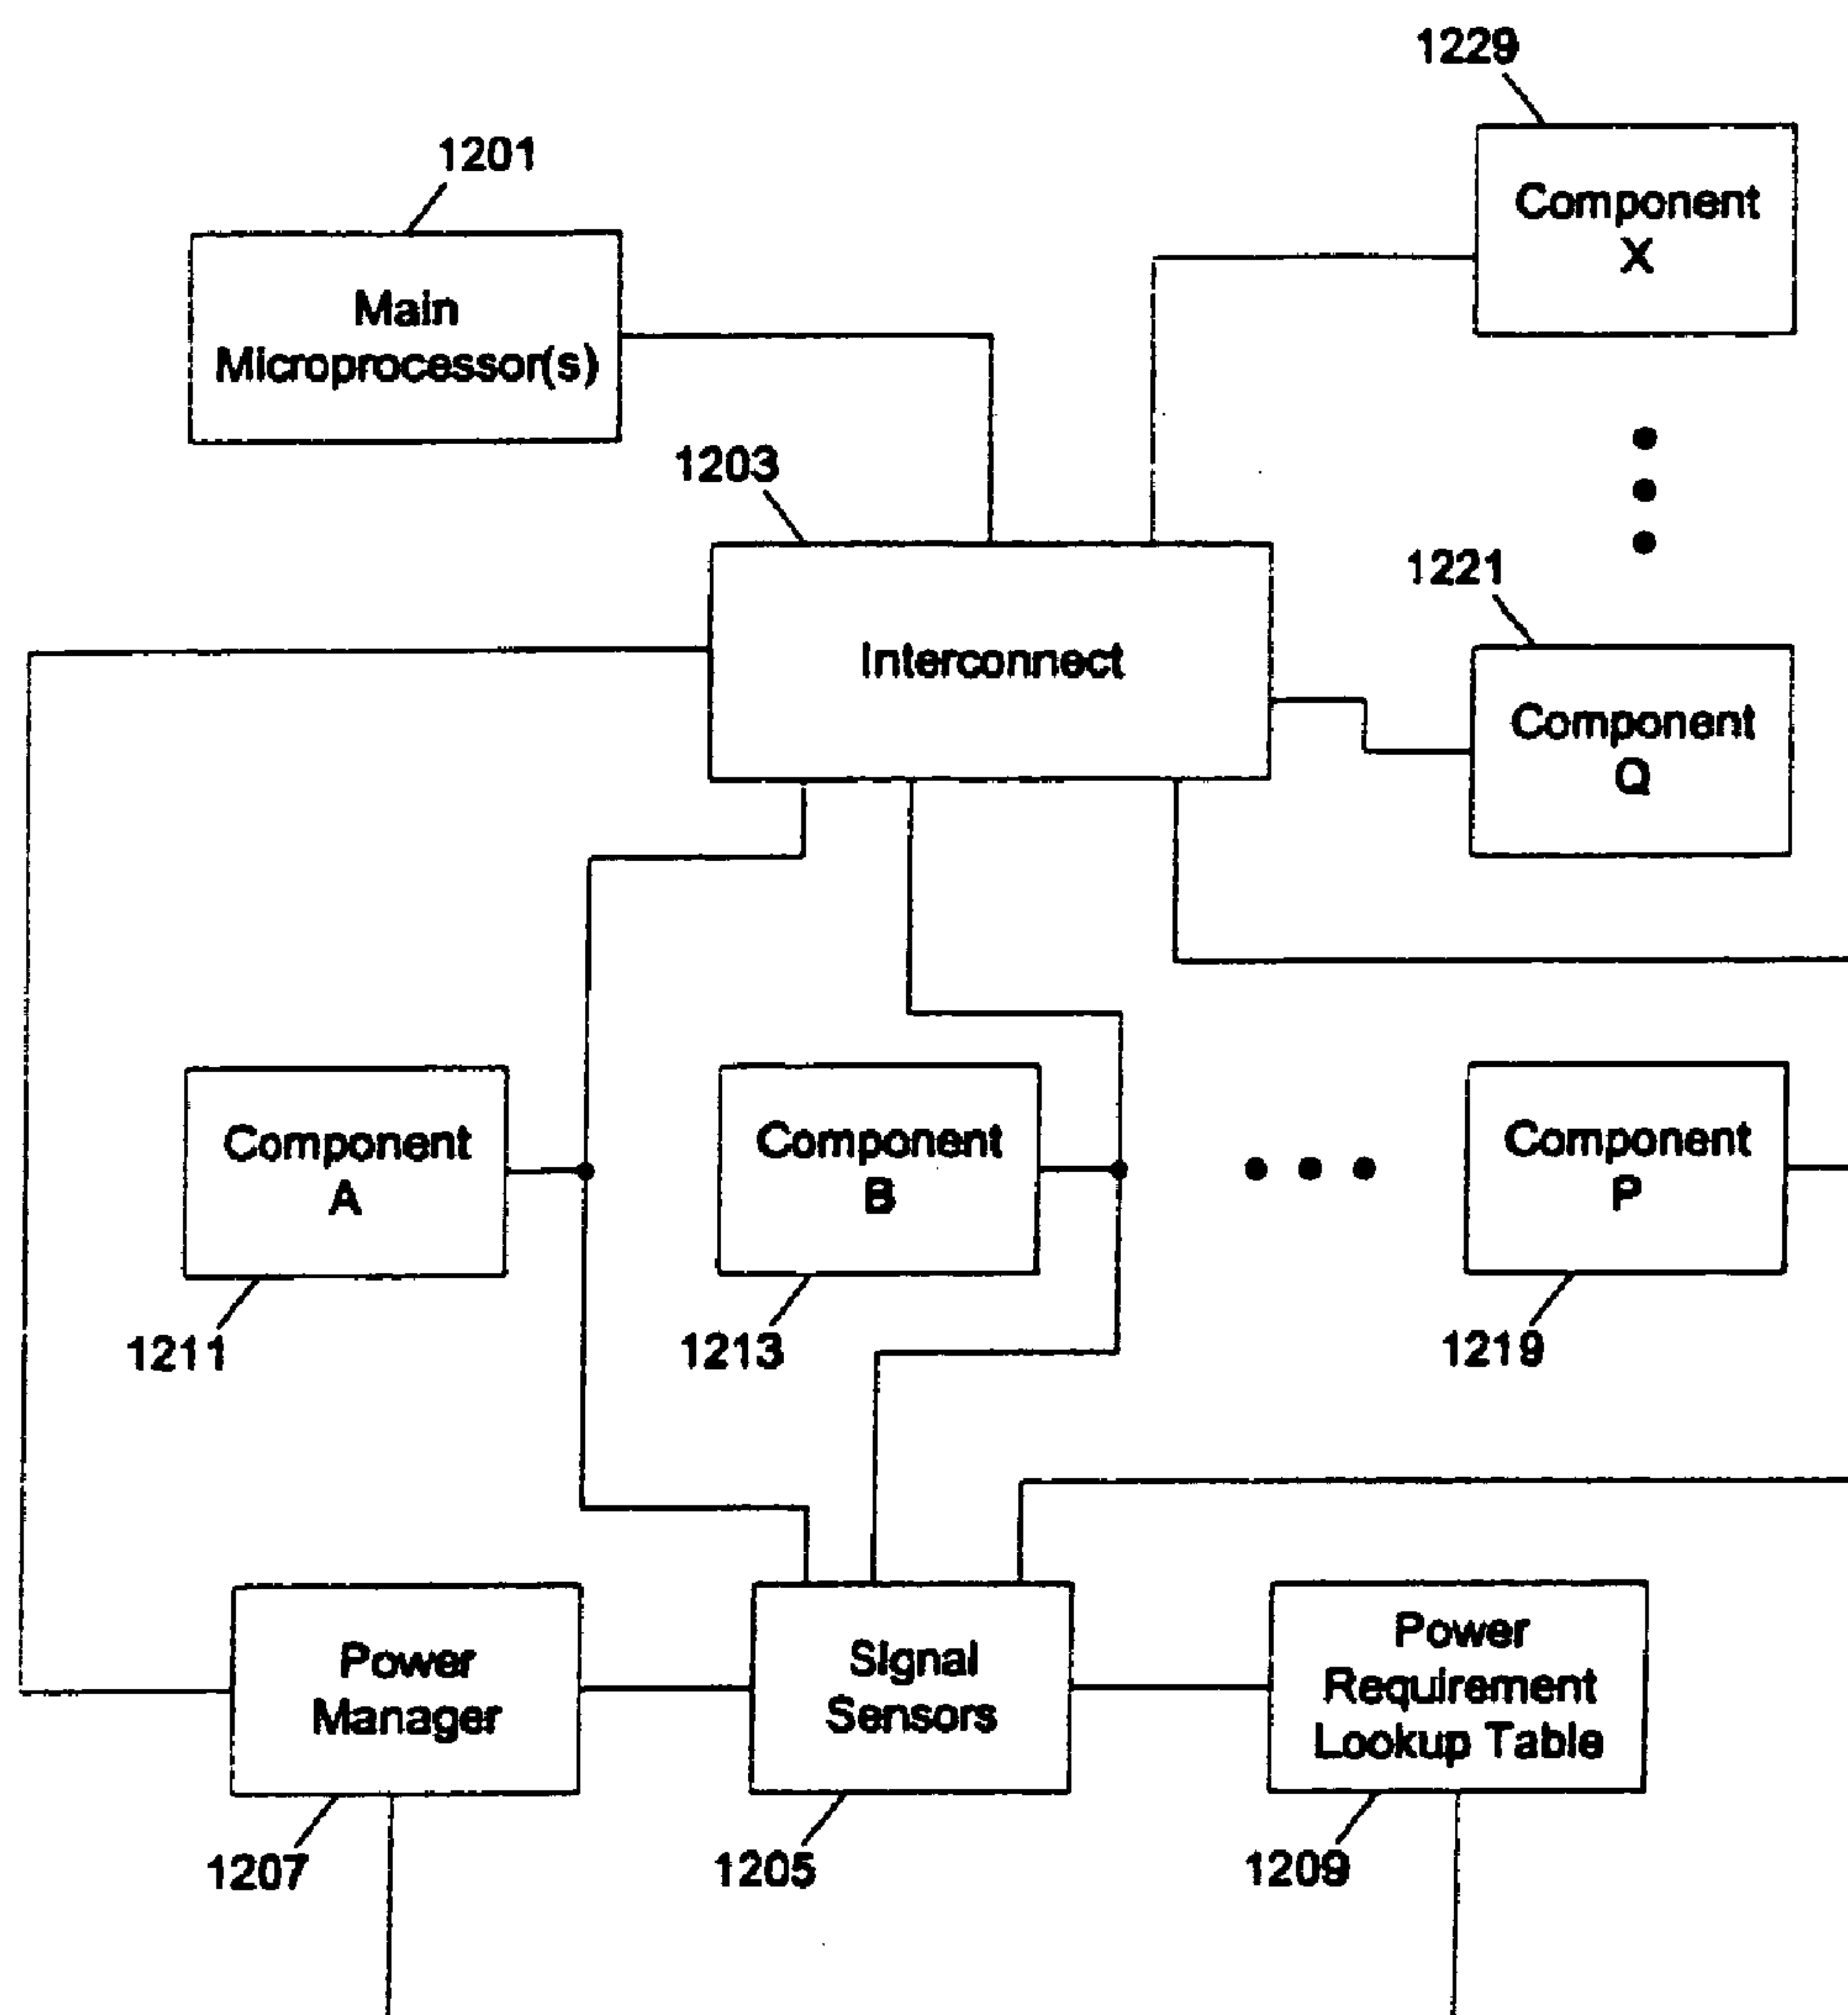 1229
Component
X
1201
Main
Microprocessor(s)
1203
Interconnect
1221
Component
Q
Component
A
1211
Component
B
1213
Component
P
1219
Power
Manager
1207
Signal
Sensors
1205
Power
Requirement
Lookup Table
1209